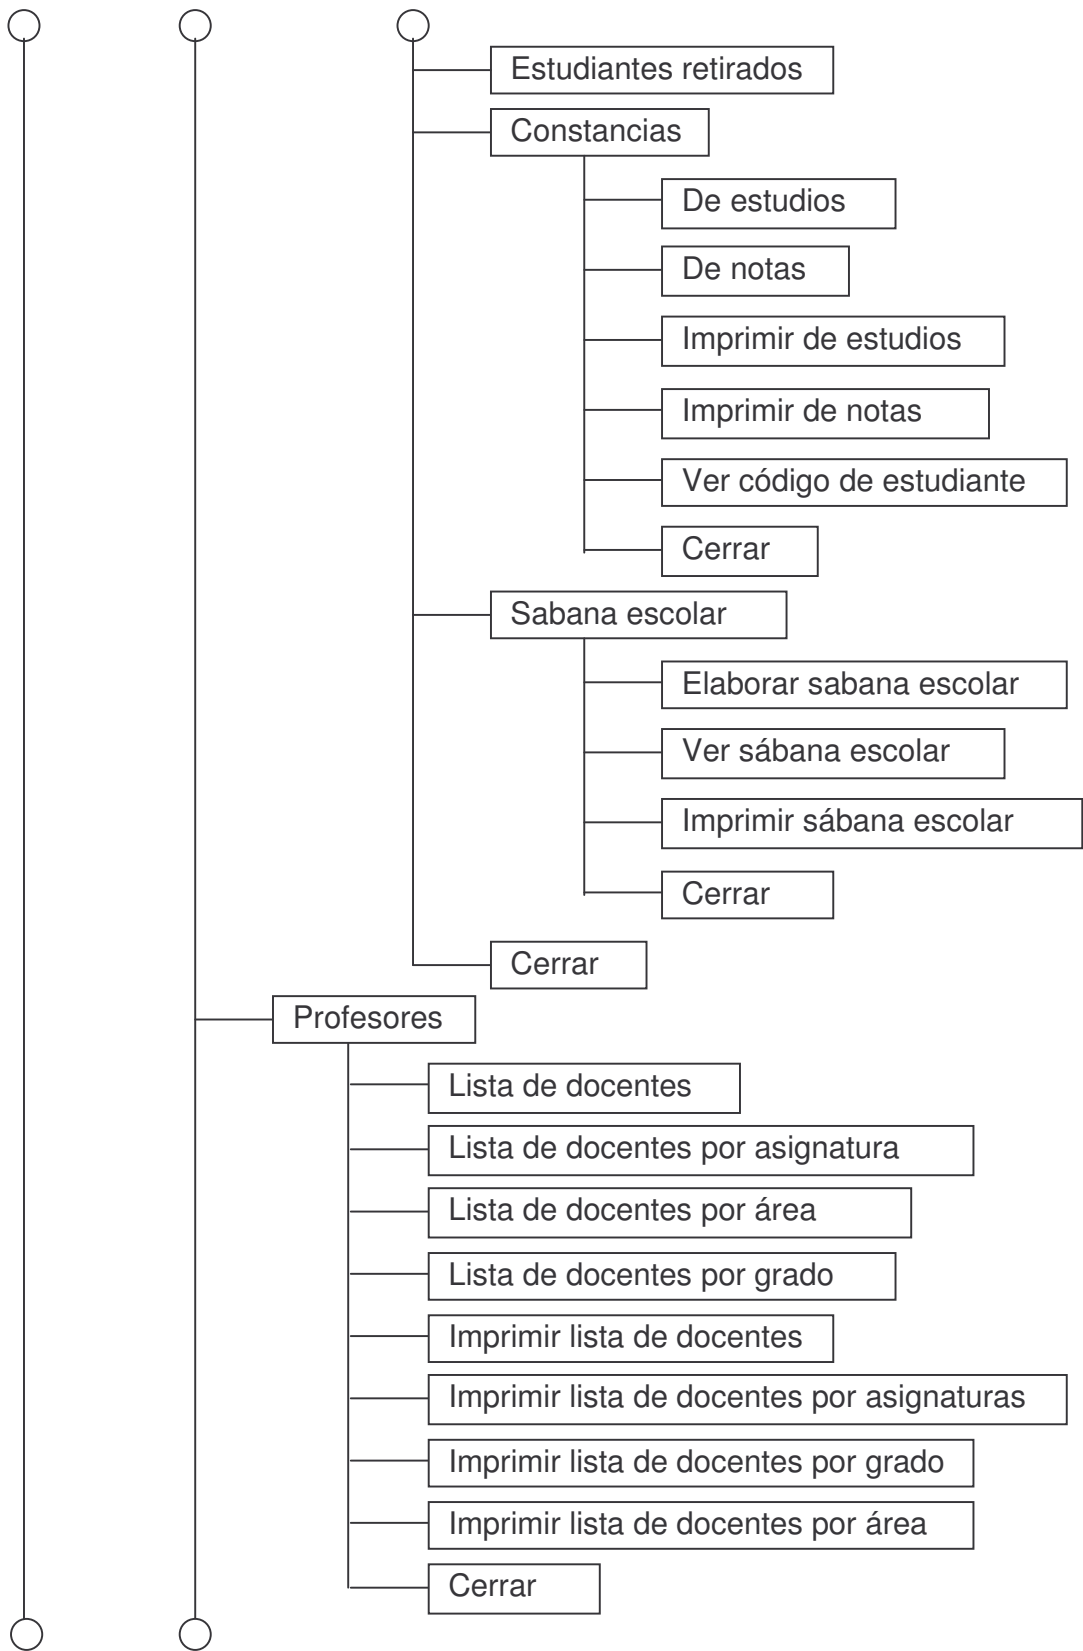 Estudiantes retirados
Constancias
De estudios
De notas
Imprimir de estudios
Imprimir de notas
Ver código de estudiante
Cerrar
Sabana escolar
Elaborar sabana escolar
Ver sábana escolar
Imprimir sábana escolar
Cerrar
Cerrar
Profesores
Lista de docentes
Lista de docentes por asignatura
Lista de docentes por área
Lista de docentes por grado
Imprimir lista de docentes
Imprimir lista de docentes por asignaturas
Imprimir lista de docentes por grado
Imprimir lista de docentes por área
Cerrar